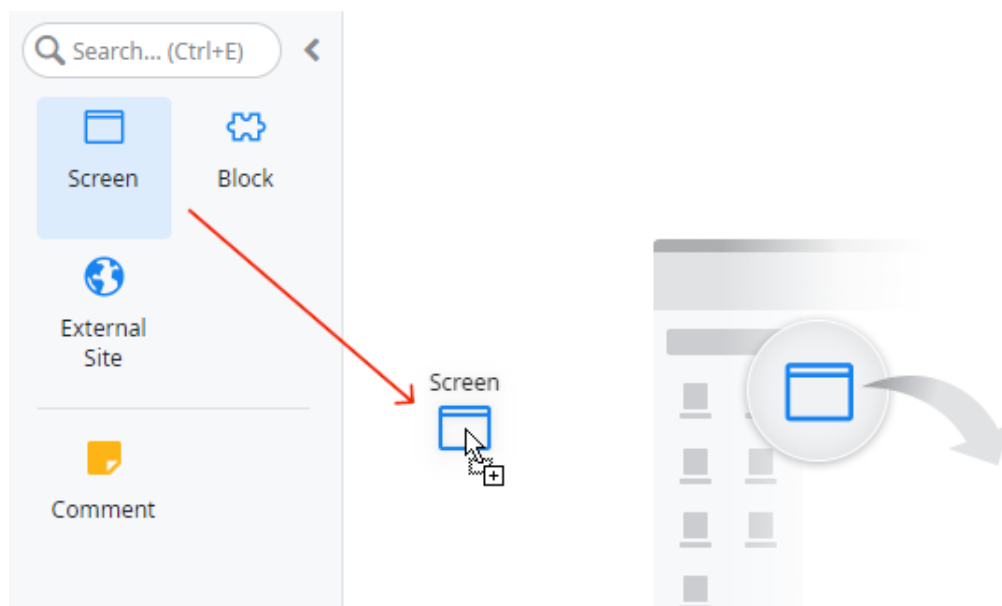 Search... (Ctrl+E)
Screen
Block
External
Site
Screen
Comment